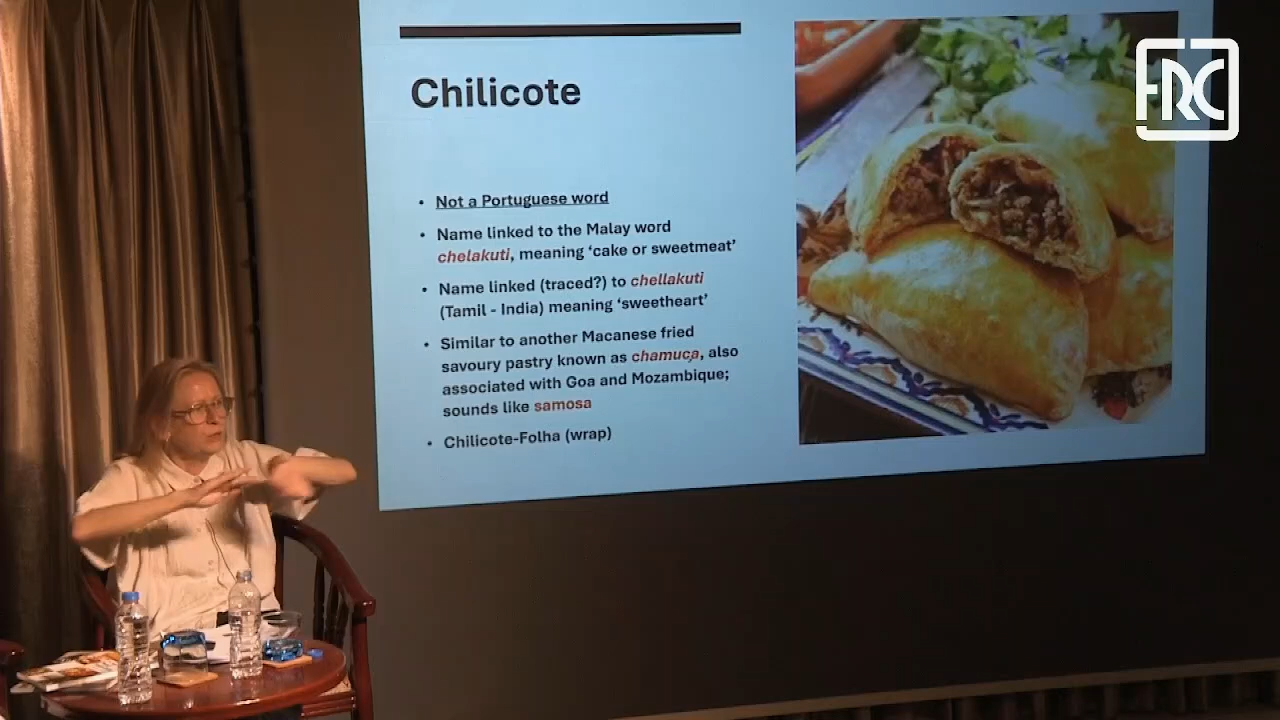 Chilicote
FRC
• Not a Portuguese word
• Name linked to the Malay word
chelakuti, meaning ‘cake or sweetmeat’
• Name linked (traced?) to chellakuti
(Tamil - India) meaning ‘sweetheart’
• Similar to another Macanese fried
savoury pastry known as chamuça, also
associated with Goa and Mozambique;
sounds like samosa
• Chilicote-Folha (wrap)